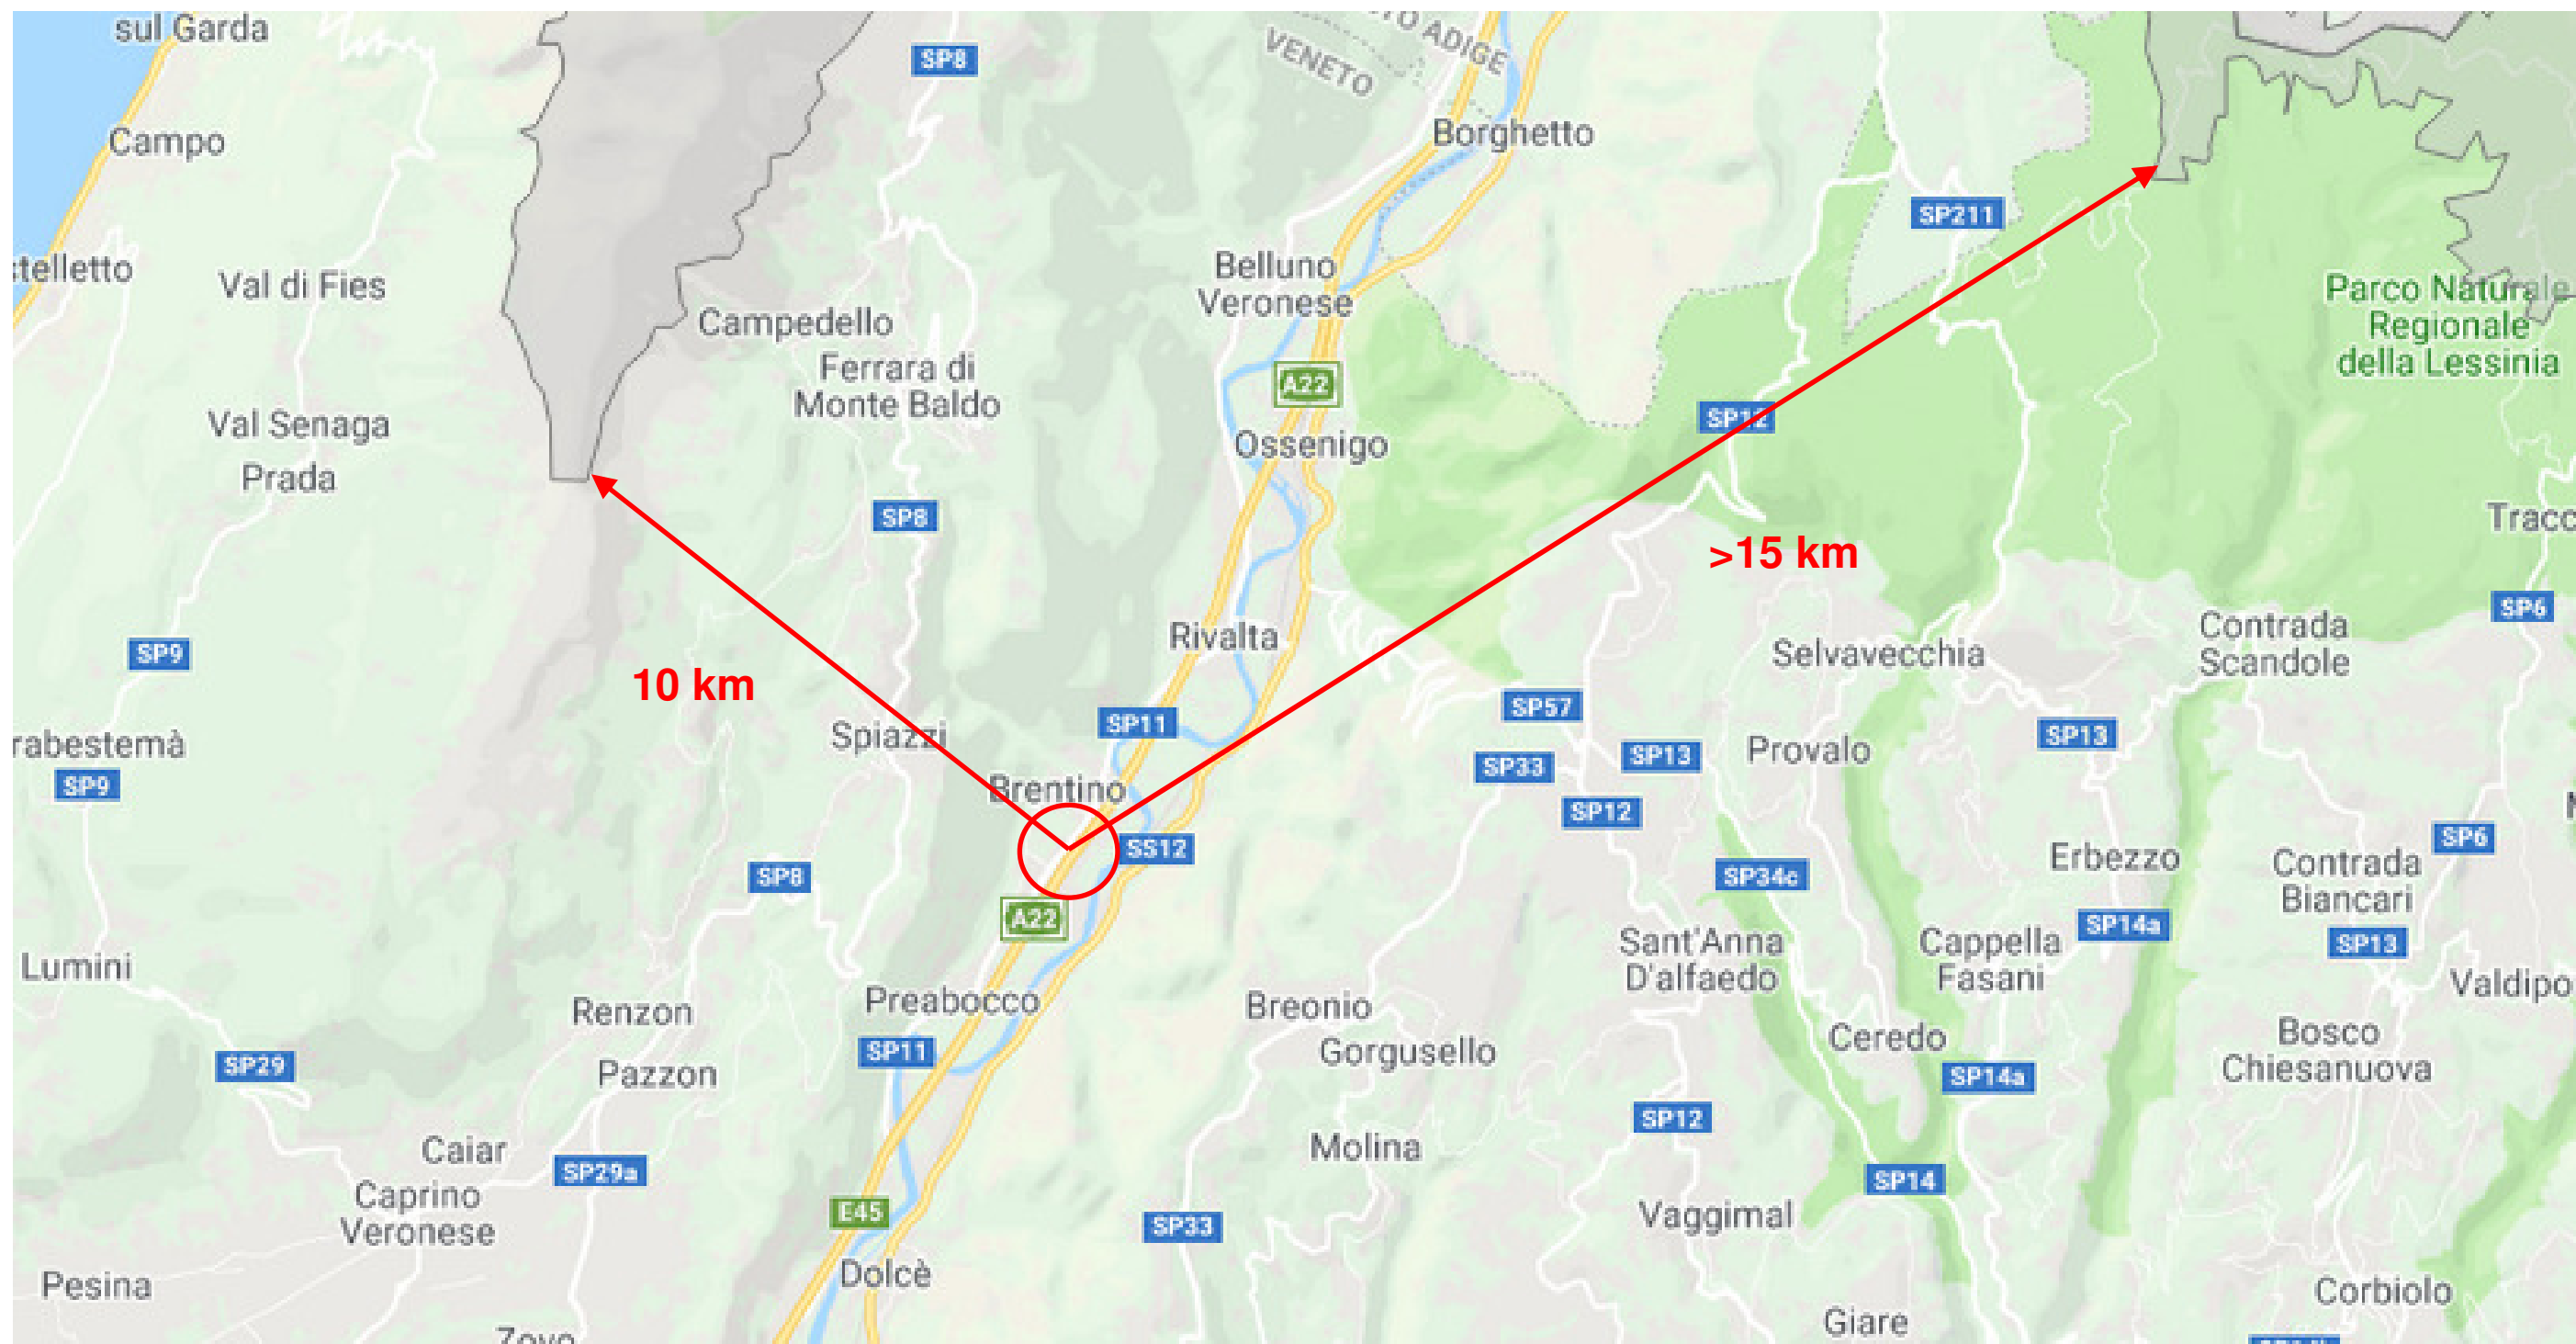 sul Garda
SP8
VENETO
TO ADIGE
Campo
Borghetto
SP211
stelletto
Val di Fies
Belluno
Veronese
Parco Naturale
Regionale
della Lessinia
Campedello
Ferrara di
Monte Baldo
A22
Val Senaga
SP12
Ossenigo
Prada
SP8
Tracc
>15 km
SP6
Contrada
Scandole
Rivalta
SP9
Selvavecchia
10 km
SP57
SP11
Spiazzi
SP13
rabestemà
SP13
Provalo
SP33
SP9
Brentino
SP12
SP6
SS12
Erbezzo
Contrada
Biancari
SP8
SP34c
A22
SP14a
Sant'Anna
D'alfaedo
Cappella
Fasani
SP13
Lumini
Valdipo
Preabocco
Renzon
Breonio
Bosco
Chiesanuova
Ceredo
SP11
Gorgusello
SP29
Pazzon
SP14a
SP12
Caiar
Molina
SP29a
SP14
Caprino
Veronese
E45
Vaggimal
SP33
Dolcè
Pesina
Corbiolo
Giare
Zovo